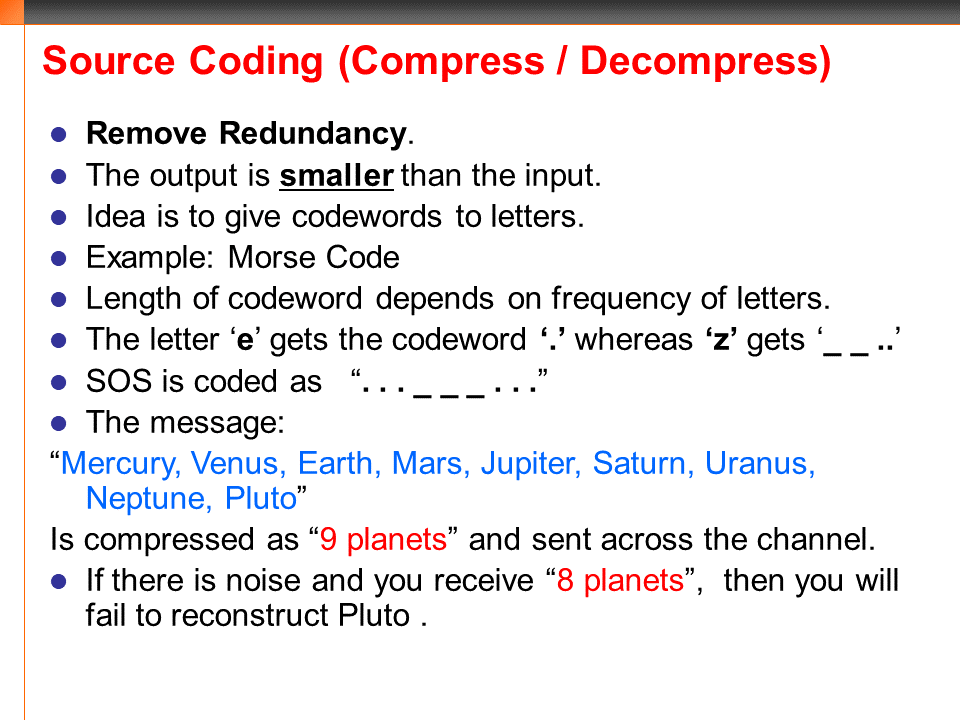 Source Coding (Compress / Decompress)
Remove Redundancy.
The output is smaller than the input.
Idea is to give codewords to letters.
Example: Morse Code
Length of codeword depends on frequency of letters.
The letter ‘e’ gets the codeword ‘.’ whereas ‘z’ gets ‘_ _ ..’
SOS is coded as “. . . _ _ _ . . .”
The message:
“Mercury, Venus, Earth, Mars, Jupiter, Saturn, Uranus,
Neptune, Pluto”
Is compressed as “9 planets” and sent across the channel.
If there is noise and you receive “8 planets”, then you will
fail to reconstruct Pluto .